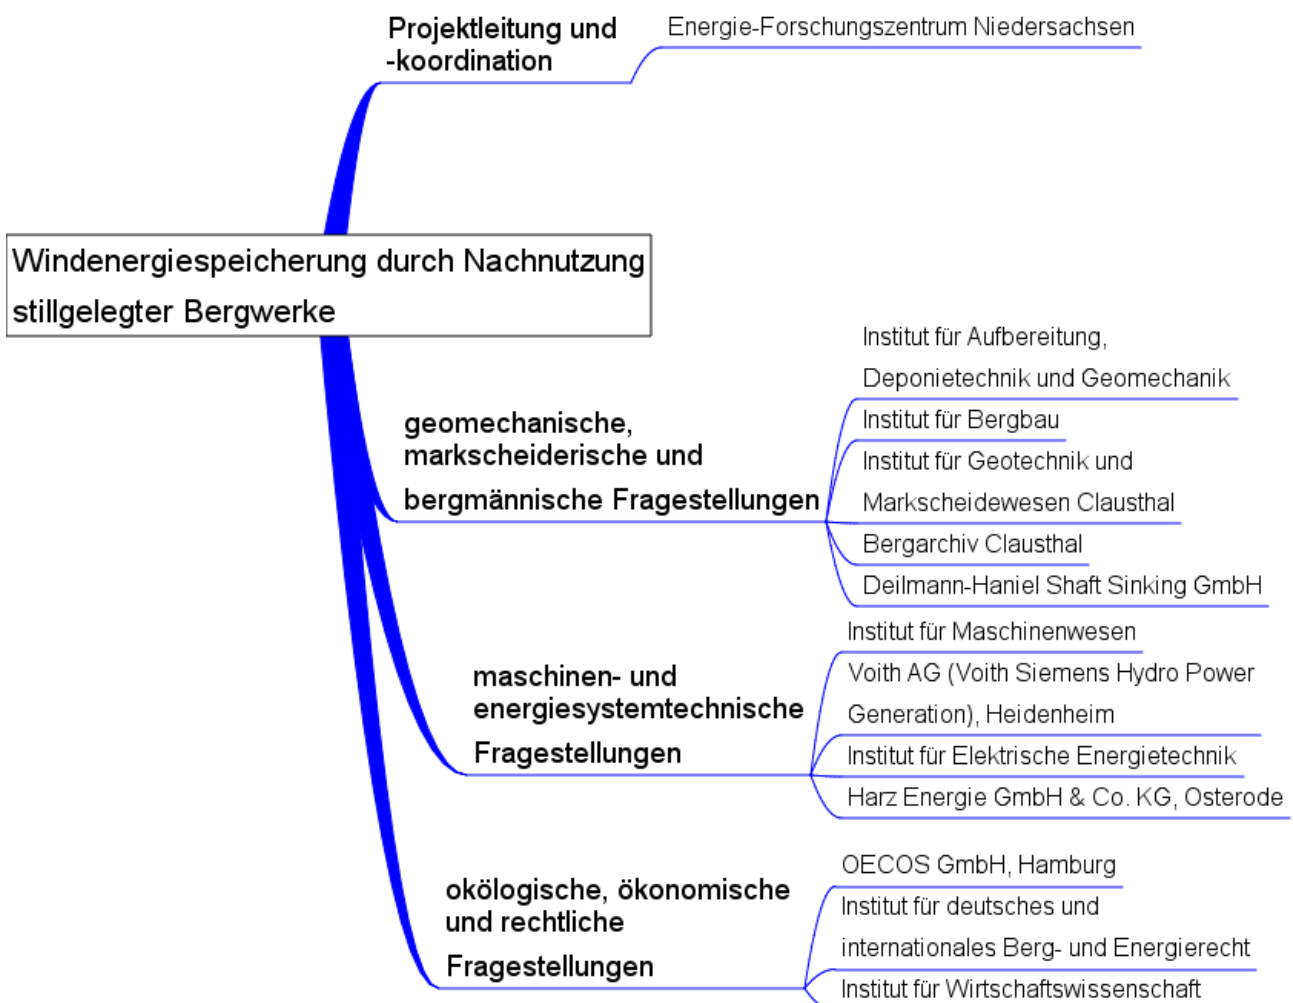 Projektleitung und
-koordination
Energie-Forschungszentrum Niedersachsen
Windenergiespeicherung durch Nachnutzung
stillgelegter Bergwerke
geomechanische,
markscheiderische und
bergmännische Fragestellungen
Institut für Aufbereitung,
Deponietechnik und Geomechanik
Institut für Bergbau
Institut für Geotechnik und
Markscheidewesen Clausthal
Bergarchiv Clausthal
Deilmann-Haniel Shaft Sinking GmbH
maschinen- und
energiesystemtechnische
Fragestellungen
Institut für Maschinenwesen
Voith AG (Voith Siemens Hydro Power
Generation), Heidenheim
Institut für Elektrische Energietechnik
Harz Energie GmbH & Co. KG, Osterode
okölogische, ökonomische
und rechtliche
Fragestellungen
OECOS GmbH, Hamburg
Institut für deutsches und
internationales Berg- und Energierecht
Institut für Wirtschaftswissenschaft